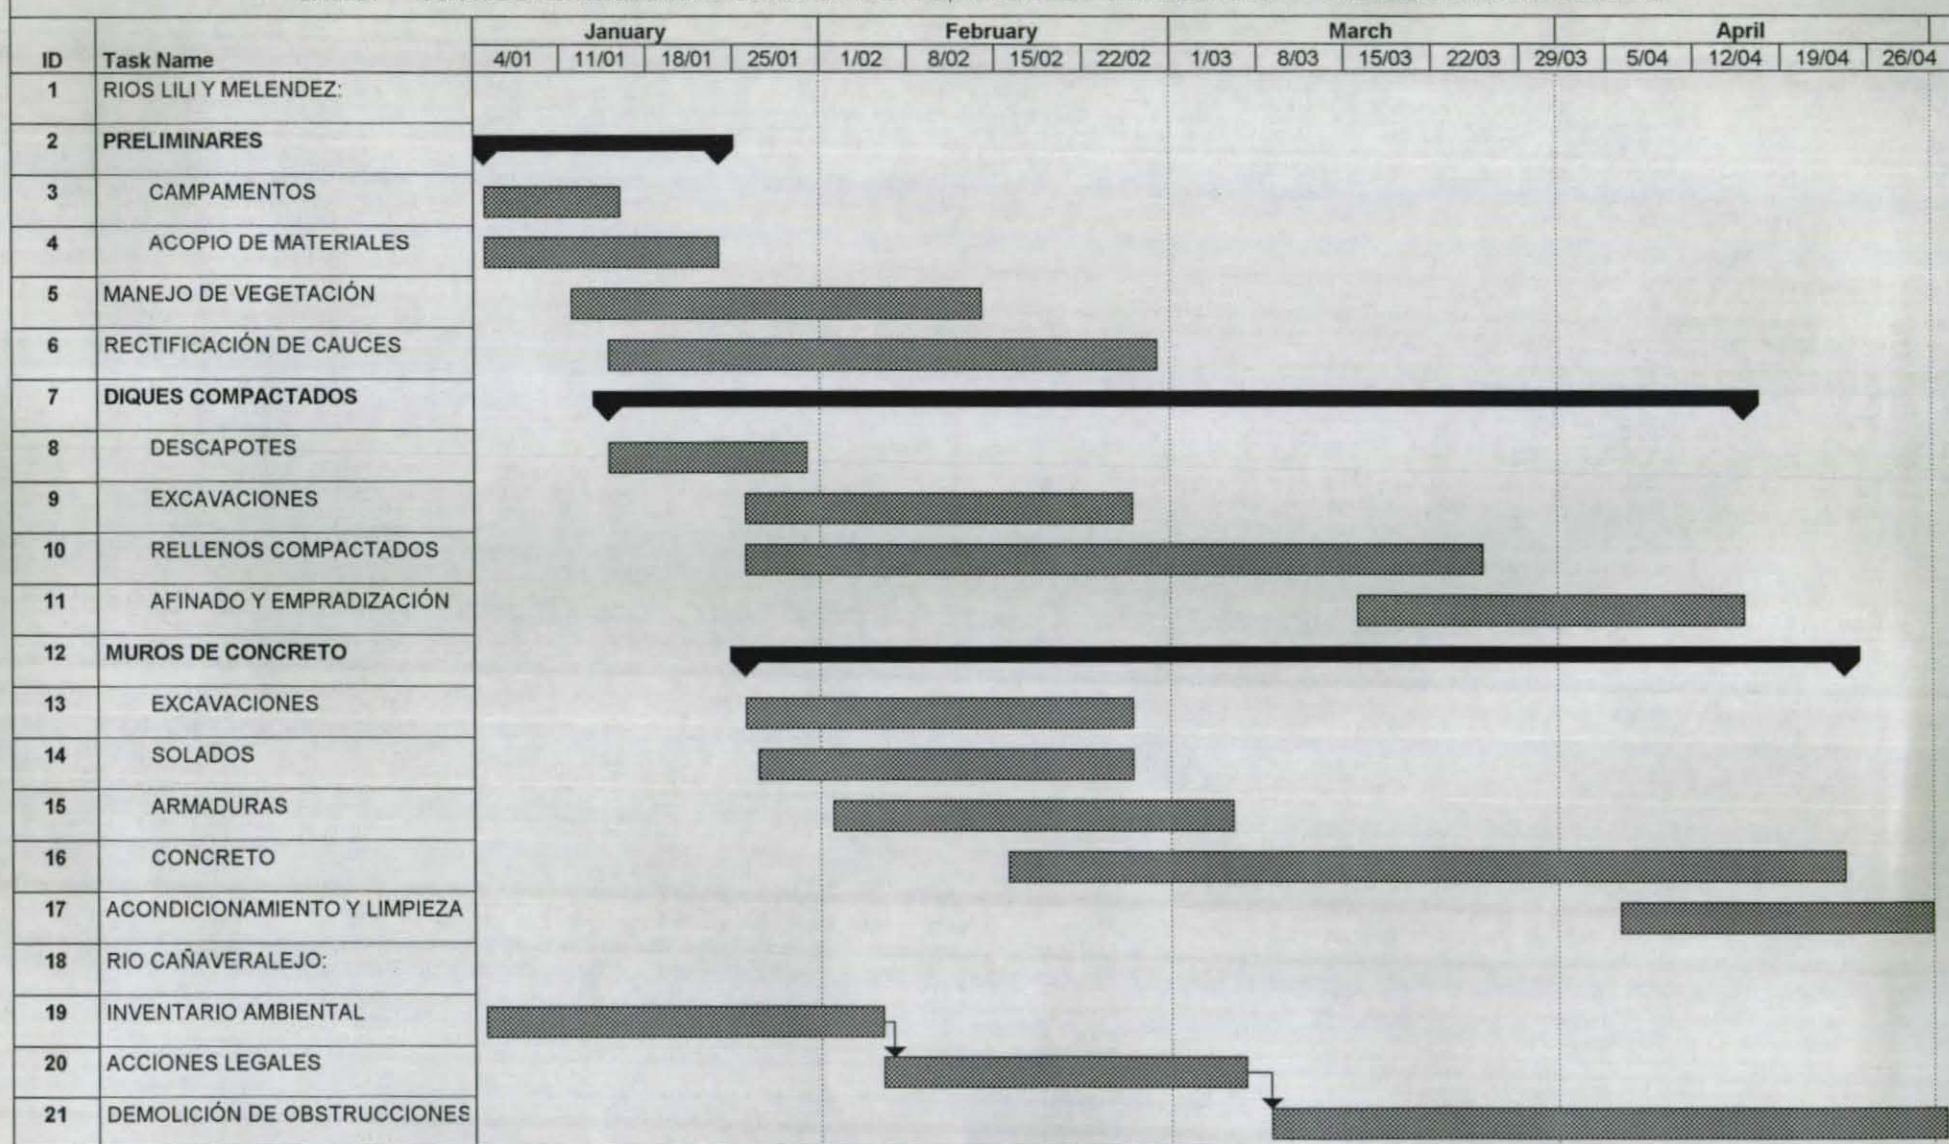 January February March April
ID Task Name 4/01 11/01 18/01 25/01 1/02 8/02 15/02 22/02 1/03 8/03 15/03 22/03 29/03 5/04 12/04 19/04 26/04
1 RIOS LILI Y MELENDEZ:
2 PRELIMINARES
3 CAMPAMENTOS
4 ACOPIO DE MATERIALES
5 MANEJO DE VEGETACIÓN
6 RECTIFICACIÓN DE CAUCES
7 DIQUES COMPACTADOS
8 DESCAPOTES
9 EXCAVACIONES
10 RELLENOS COMPACTADOS
11 AFINADO Y EMPRADIZACIÓN
12 MUROS DE CONCRETO
13 EXCAVACIONES
14 SOLADOS
15 ARMADURAS
16 CONCRETO
17 ACONDICIONAMIENTO Y LIMPIEZA
18 RIO CAÑAVERALEJO:
19 INVENTARIO AMBIENTAL
20 ACCIONES LEGALES
21 DEMOLICIÓN DE OBSTRUCCIONES